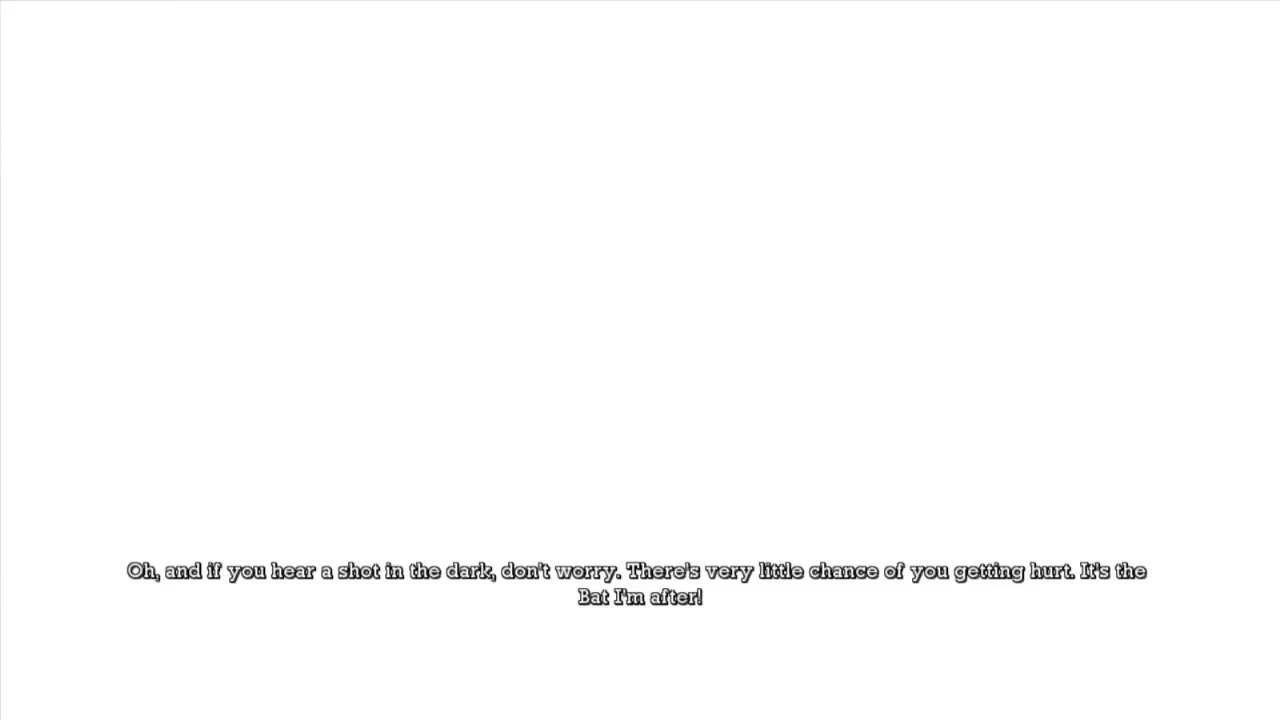 Oh, and if you hear a shot in the dark, don't worry. There's very little chance of you getting hurt. It's the
Bat I'm after!